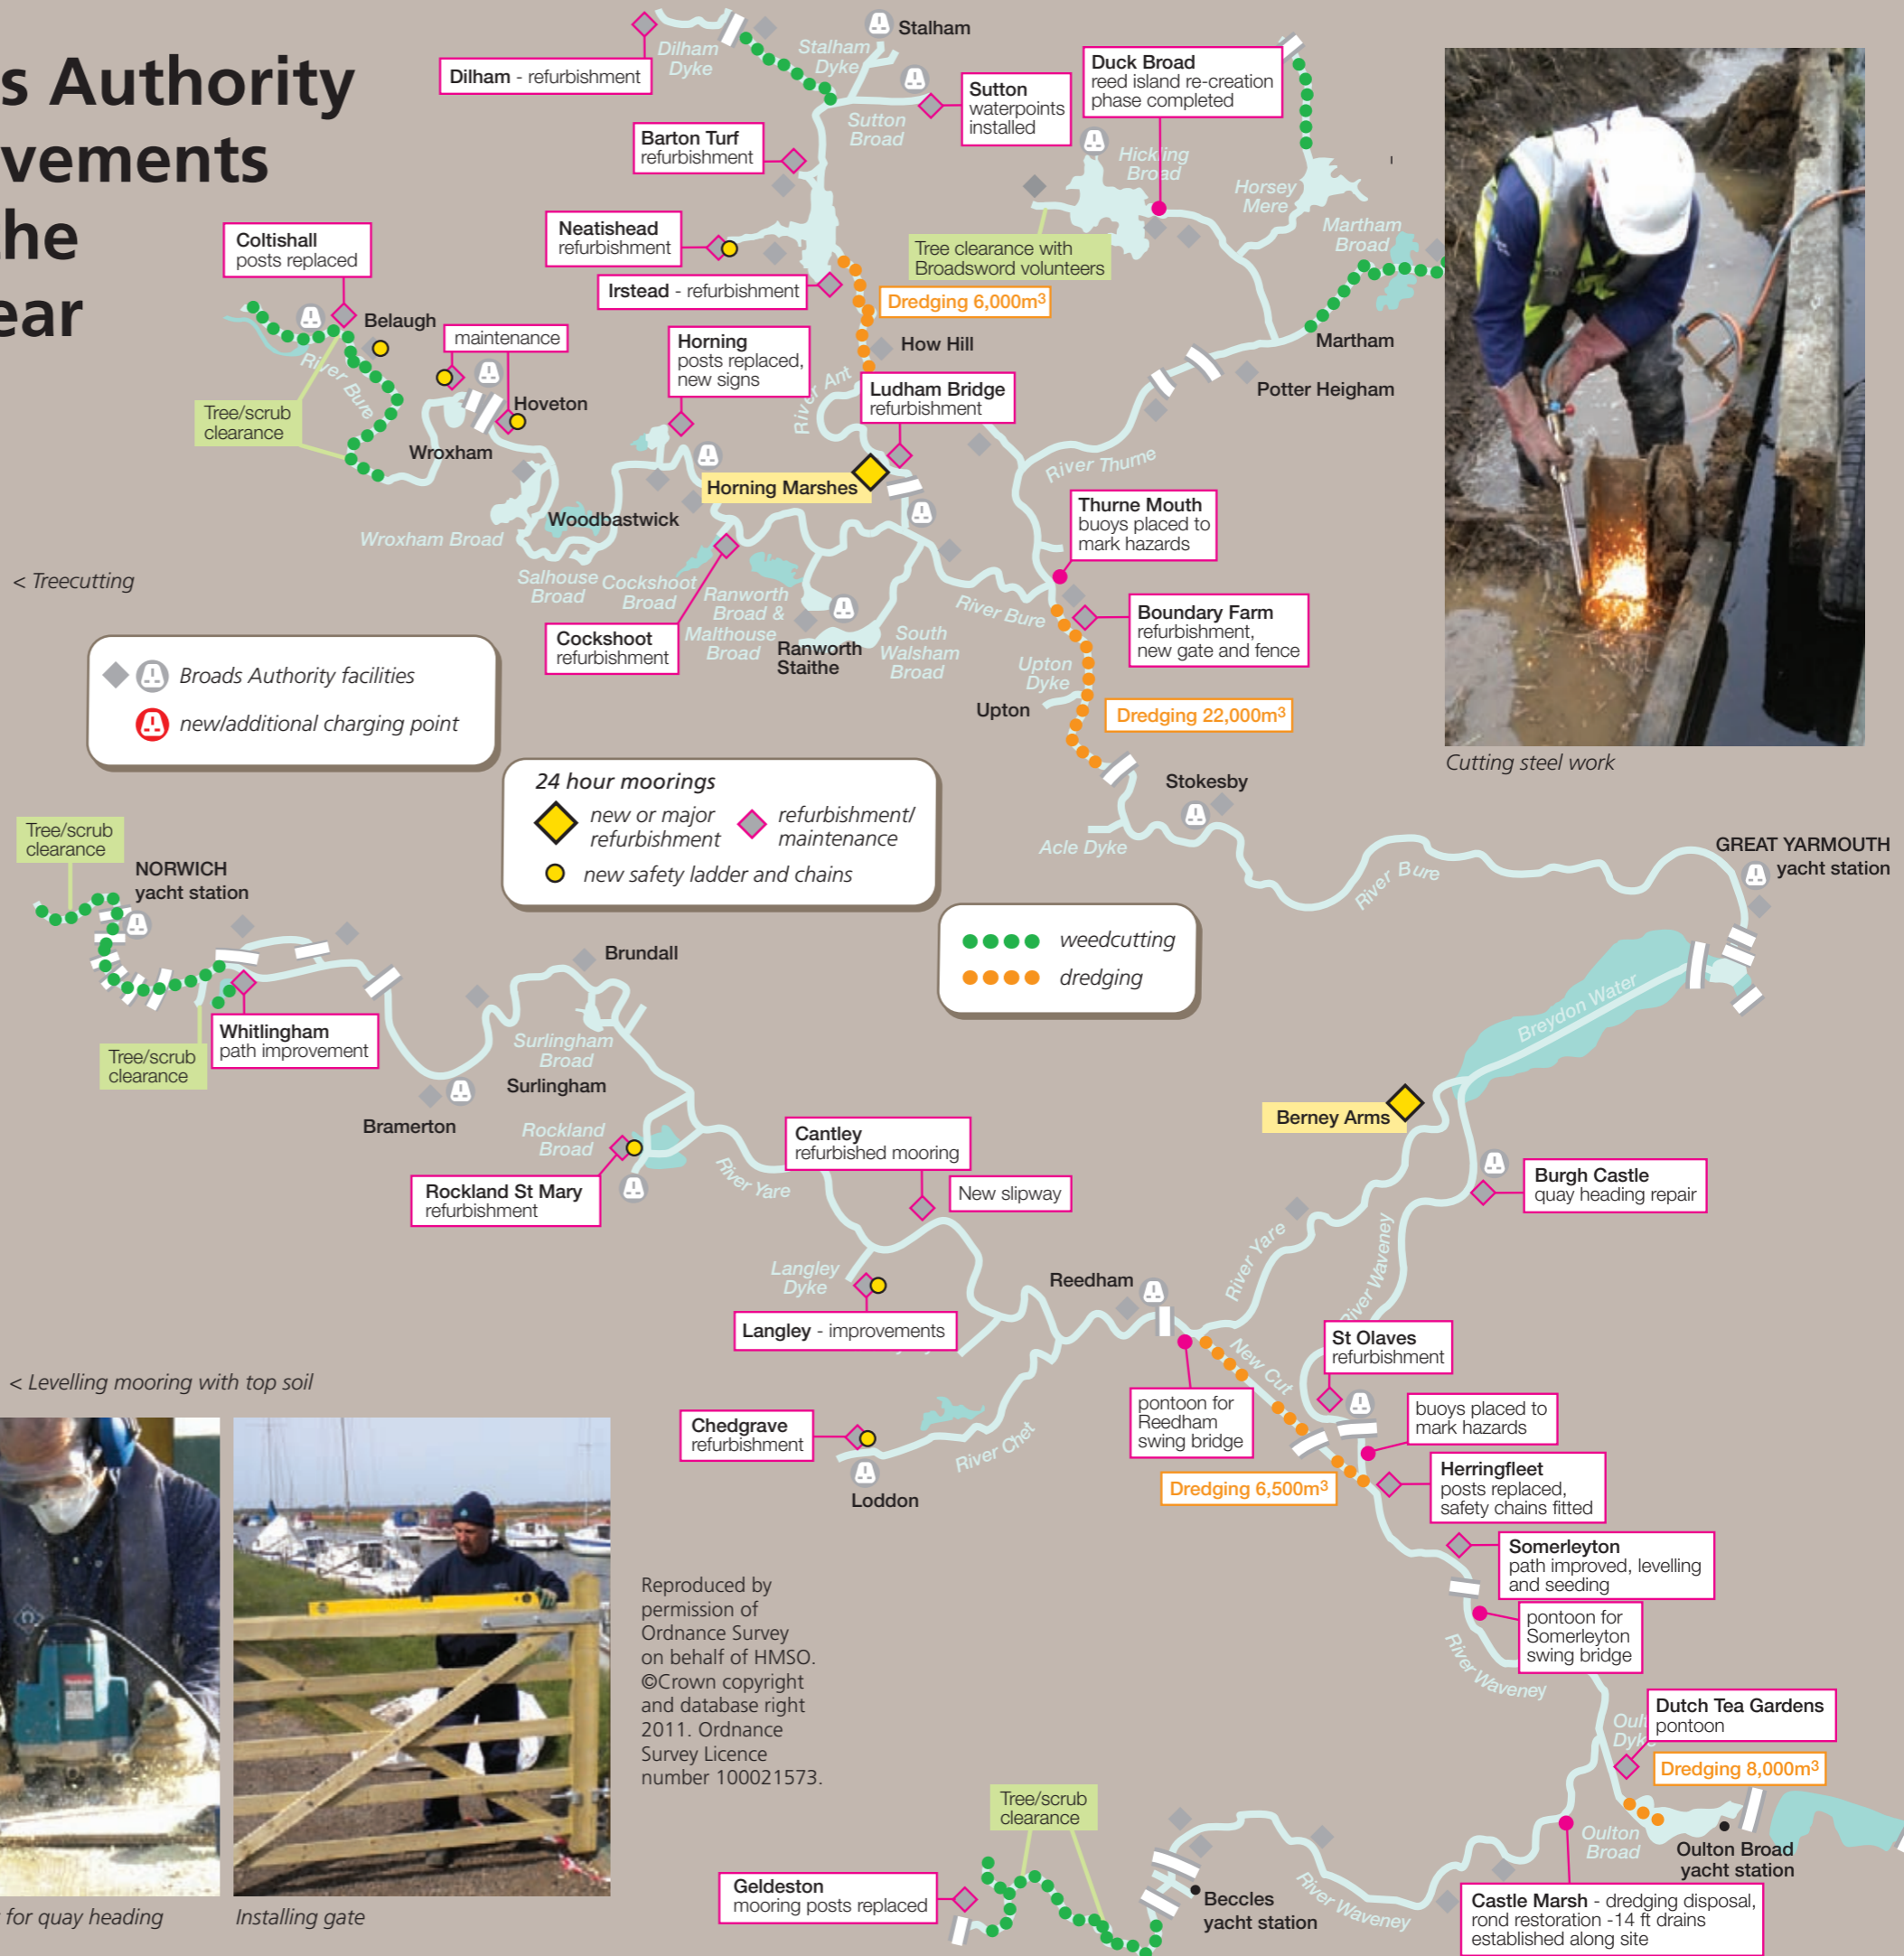 s Authority
vements
he
ear
Dilham - refurbishment
Dilham
Dyke
Stalham
Dyke
Stalham
Sutton
waterpoints
installed
Sutton
Broad
Duck Broad
reed island re-creation
phase completed
Barton Turf
refurbishment
Hickling
Broad
Horsey
Mere
Martham
Broad
Neatishead
refurbishment
Tree clearance with
Broadsword volunteers
Irstead - refurbishment
Dredging 6,000m³
Coltishall
posts replaced
Belaugh
River Bure
maintenance
Hoveton
Tree/scrub
clearance
Wroxham
Horning
posts replaced,
new signs
How Hill
River Ant
Ludham Bridge
refurbishment
Martham
Potter Heigham
River Thurne
Horning Marshes
Woodbastwick
Wroxham Broad
Salhouse
Broad
Cockshoot
Broad
Ranworth
Broad &
Malthouse
Broad
Ranworth
Staithe
South
Walsham
Broad
Cockshoot
refurbishment
River Bure
Thurne Mouth
buoys placed to
mark hazards
Boundary Farm
refurbishment,
new gate and fence
Upton
Dyke
Upton
Dredging 22,000m³
Cutting steel work
< Treecutting
Broads Authority facilities
new/additional charging point
24 hour moorings
new or major
refurbishment
refurbishment/
maintenance
new safety ladder and chains
weedcutting
dredging
Stokesby
Acle Dyke
River Bure
GREAT YARMOUTH
yacht station
Breydon Water
Tree/scrub
clearance
NORWICH
yacht station
Whitlingham
path improvement
Tree/scrub
clearance
Brundall
Surlingham
Broad
Surlingham
Bramerton
Rockland
Broad
Rockland St Mary
refurbishment
River Yare
Cantley
refurbished mooring
New slipway
Berney Arms
Burgh Castle
quay heading repair
Langley
Dyke
Langley - improvements
Reedham
River Yare
River Waveney
New Cut
St Olaves
refurbishment
pontoon for
Reedham
swing bridge
buoys placed to
mark hazards
Chedgrave
refurbishment
River Chet
Loddon
Dredging 6,500m³
Herringfleet
posts replaced,
safety chains fitted
Somerleyton
path improved, levelling
and seeding
pontoon for
Somerleyton
swing bridge
River Waveney
Dutch Tea Gardens
pontoon
Oult
Dyke
Dredging 8,000m³
Oulton
Broad
Oulton Broad
yacht station
< Levelling mooring with top soil
for quay heading
Installing gate
Reproduced by
permission of
Ordnance Survey
on behalf of HMSO.
©Crown copyright
and database right
2011. Ordnance
Survey Licence
number 100021573.
Tree/scrub
clearance
Geldeston
mooring posts replaced
Beccles
yacht station
River Waveney
Castle Marsh - dredging disposal,
rond restoration -14 ft drains
established along site